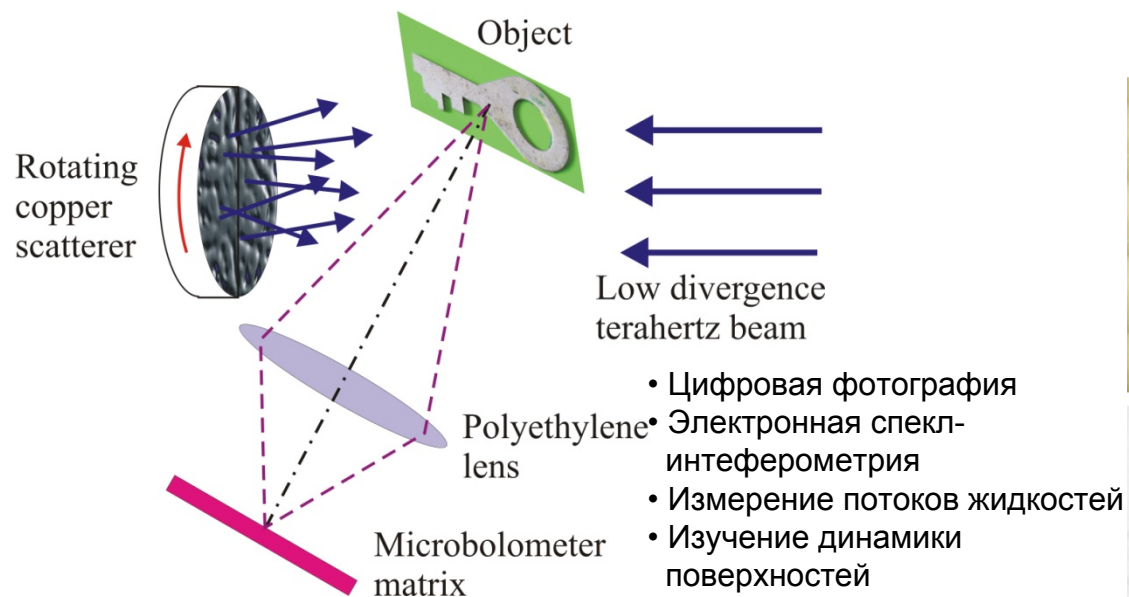 Object
Rotating
copper
scatterer
Low divergence
terahertz beam
Polyethylene
lens
Microbolometer
matrix
• Цифровая фотография
• Электронная спекл-
интеферометрия
• Измерение потоков жидкостей
• Изучение динамики
поверхностей